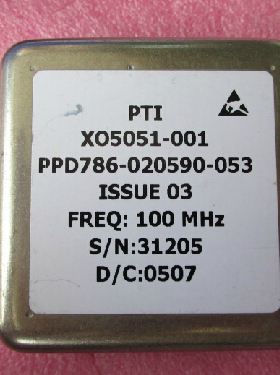 PTI
XO5051-001
PPD786-020590-053
ISSUE 03
FREQ: 100 MHz
S/N:31205
D/C:0507